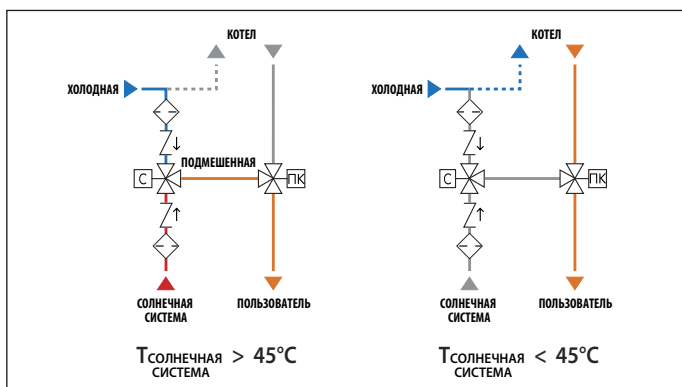 КОТЕЛ
ХОЛОДНАЯ
ПОДМЕШЕННАЯ
С
ПК
СОЛНЕЧНАЯ
СИСТЕМА
ПОЛЬЗОВАТЕЛЬ
TСОЛНЕЧНАЯ > 45°C
СИСТЕМА
КОТЕЛ
ХОЛОДНАЯ
С
ПК
СОЛНЕЧНАЯ
СИСТЕМА
ПОЛЬЗОВАТЕЛЬ
TСОЛНЕЧНАЯ < 45°C
СИСТЕМА